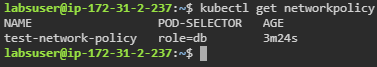 labsuser@ip-172-31-2-237:~$ kubectl get networkpolicy
NAME POD-SELECTOR AGE
test-network-policy role=db 3m24s
labsuser@ip-172-31-2-237:~$